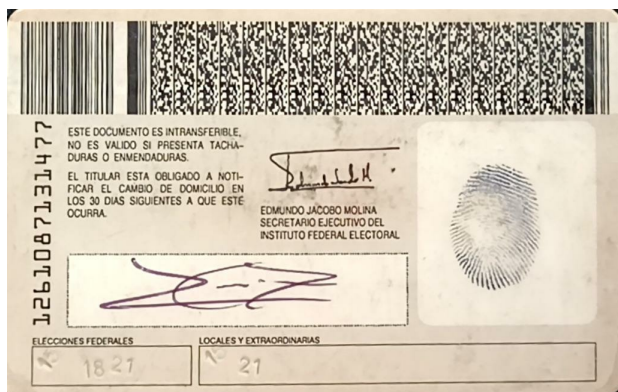 1261087131477
ESTE DOCUMENTO ES INTRANSFERIBLE,
NO ES VALIDO SI PRESENTA TACHA-
DURAS O ENMENDADURAS.
EL TITULAR ESTA OBLIGADO A NOTI-
FICAR EL CAMBIO DE DOMICILIO EN
LOS 30 DIAS SIGUIENTES A QUE ESTE
OCURRA.
EDMUNDO JACOBO MOLINA
SECRETARIO EJECUTIVO DEL
INSTITUTO FEDERAL ELECTORAL
ELECCIONES FEDERALES
18 21
LOCALES Y EXTRAORDINARIAS
21